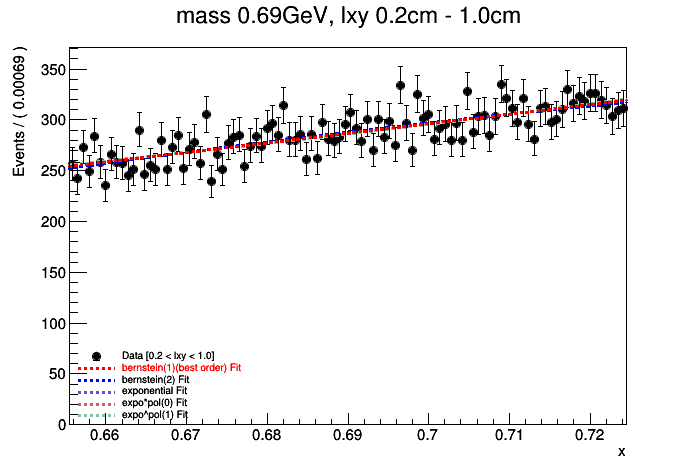 mass 0.69GeV, lxy 0.2cm - 1.0cm
Events / ( 0.00069 )
350
300
250
200
150
100
50
0
Data [0.2 < lxy < 1.0]
bernstein(1)(best order) Fit
bernstein(2) Fit
exponential Fit
expo*pol(0) Fit
expo*pol(1) Fit
0.66 0.67 0.68 0.69 0.7 0.71 0.72
x